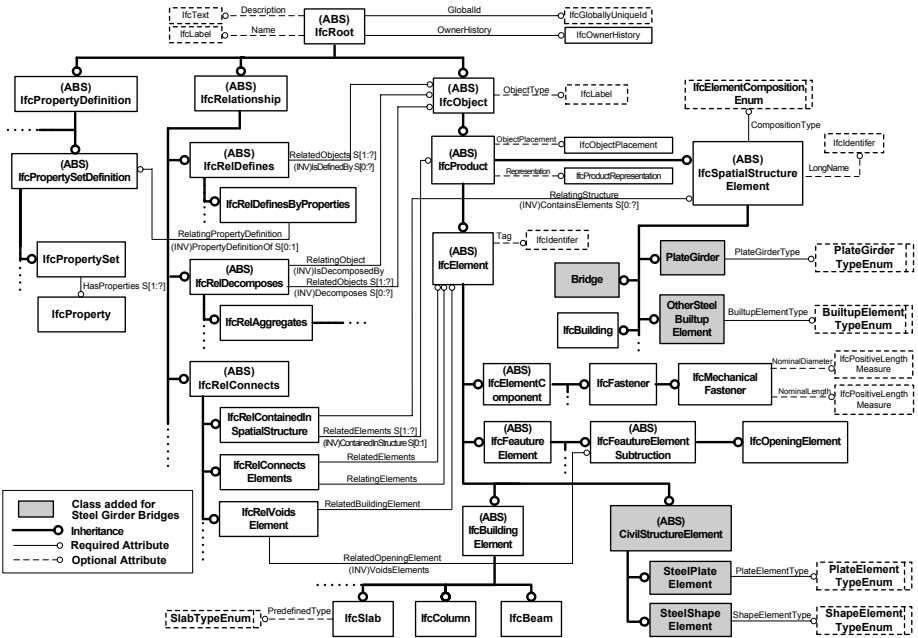 IfcText
Description
(ABS)
IfcRoot
GlobalId
IfcGloballyUniqueId
IfcLabel
Name
OwnerHistory
IfcOwnerHistory
(ABS)
IfcPropertyDefinition
(ABS)
IfcRelationship
(ABS)
IfcObject
ObjectType
IfcLabel
IfcElementComposition
Enum
CompositionType
(ABS)
IfcPropertySetDefinition
(ABS)
IfcRelDefines
RelatedObjects S[1:?]
(INV)IsDefinedBy S[0:?]
(ABS)
IfcProduct
ObjectPlacement
IfcObjectPlacement
Representation
IfcProductRepresentation
(ABS)
IfcSpatialStructure
Element
IfcIdentifer
LongName
IfcRelDefinesByProperties
RelatingStructure
(INV)ContainsElements S[0:?]
RelatingPropertyDefinition
(INV)PropertyDefinitionOf S[0:1]
IfcPropertySet
HasProperties S[1:?]
IfcProperty
(ABS)
IfcRelDecomposes
RelatingObject
(INV)IsDecomposedBy
RelatedObjects S[1:?]
(INV)Decomposes S[0:?]
(ABS)
IfcElement
Tag
IfcIdentifer
Bridge
PlateGirder
PlateGirderType
PlateGirder
TypeEnum
IfcRelAggregates
IfcBuilding
OtherSteel
Builtup
Element
BuiltupElementType
BuiltupElement
TypeEnum
(ABS)
IfcRelConnects
(ABS)
IfcElementC
omponent
IfcFastener
IfcMechanical
Fastener
NominalDiameter
IfcPositiveLength
Measure
NominalLength
IfcPositiveLength
Measure
IfcRelContainedIn
SpatialStructure
RelatedElements S[1:?]
(INV)ContainedInStructure S[0:1]
(ABS)
IfcFeauture
Element
(ABS)
IfcFeautureElement
Subtruction
IfcOpeningElement
IfcRelConnects
Elements
RelatedElements
RelatingElements
IfcRelVoids
Element
RelatedBuildingElement
(ABS)
IfcBuilding
Element
(ABS)
CivilStructureElement
Class added for
Steel Girder Bridges
Inheritance
Required Attribute
Optional Attribute
RelatedOpeningElement
(INV)VoidsElements
SteelPlate
Element
PlateElementType
PlateElement
TypeEnum
SlabTypeEnum
PredefinedType
IfcSlab
IfcColumn
IfcBeam
SteelShape
Element
ShapeElementType
ShapeElement
TypeEnum